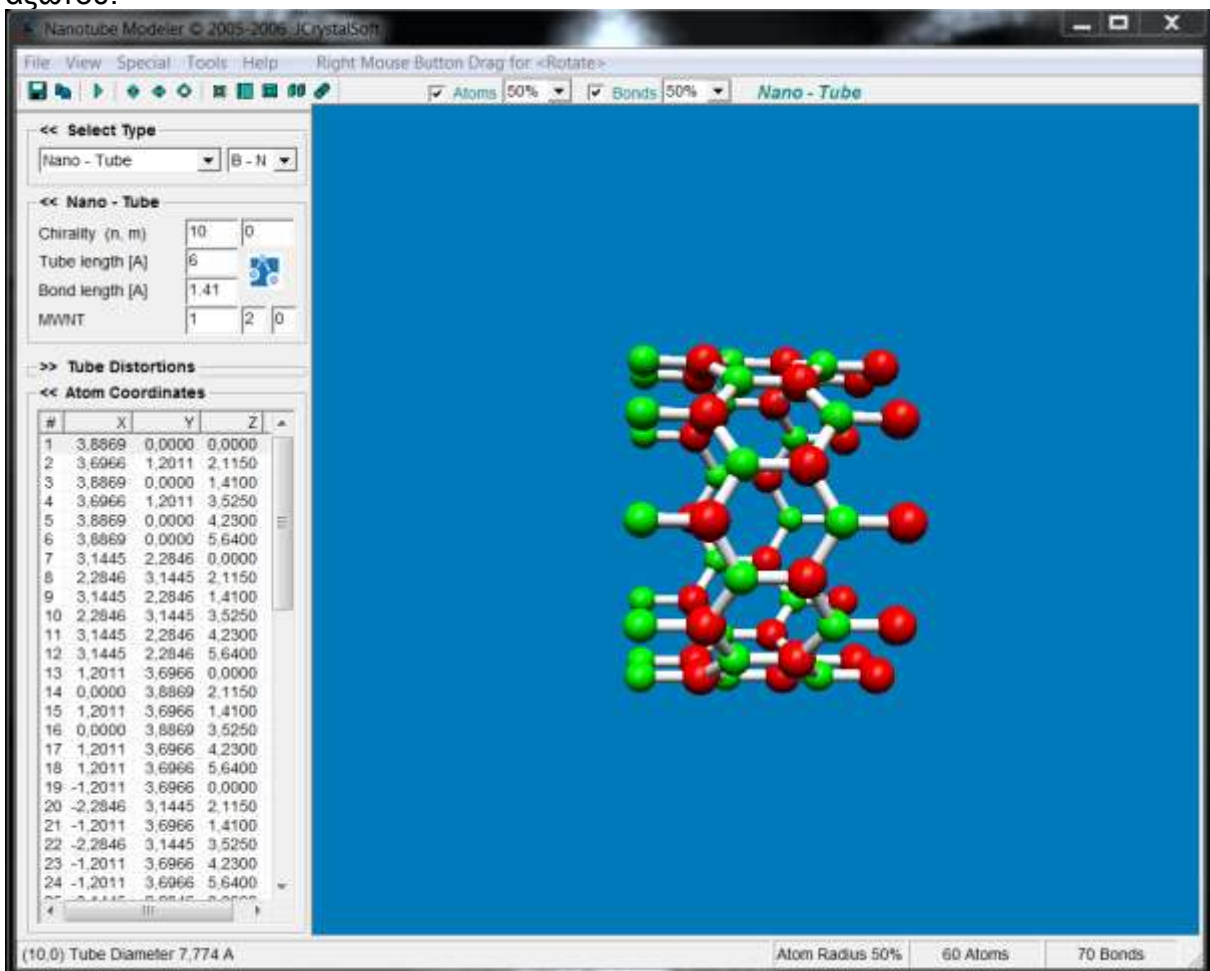 αζώτου.
Nanotube Modeler © 2005-2006 JCrystalSoft
File View Special Tools Help Right Mouse Button Drag for <Rotate>
Atoms 50% Bonds 50% Nano - Tube
<< Select Type
Nano - Tube B - N
<< Nano - Tube
Chirality (n, m) 10 0
Tube length [A] 6
Bond length [A] 1.41
MWNT 1 2 0
>> Tube Distortions
<< Atom Coordinates
# X Y Z
1 3,8869 0,0000 0,0000
2 3,6966 1,2011 2,1150
3 3,8869 0,0000 1,4100
4 3,6966 1,2011 3,5250
5 3,8869 0,0000 4,2300
6 3,8869 0,0000 5,6400
7 3,1445 2,2846 0,0000
8 2,2846 3,1445 2,1150
9 3,1445 2,2846 1,4100
10 2,2846 3,1445 3,5250
11 3,1445 2,2846 4,2300
12 3,1445 2,2846 5,6400
13 1,2011 3,6966 0,0000
14 0,0000 3,8869 2,1150
15 1,2011 3,6966 1,4100
16 0,0000 3,8869 3,5250
17 1,2011 3,6966 4,2300
18 1,2011 3,6966 5,6400
19 -1,2011 3,6966 0,0000
20 -2,2846 3,1445 2,1150
21 -1,2011 3,6966 1,4100
22 -2,2846 3,1445 3,5250
23 -1,2011 3,6966 4,2300
24 -1,2011 3,6966 5,6400
(10,0) Tube Diameter 7,774 A Atom Radius 50% 60 Atoms 70 Bonds